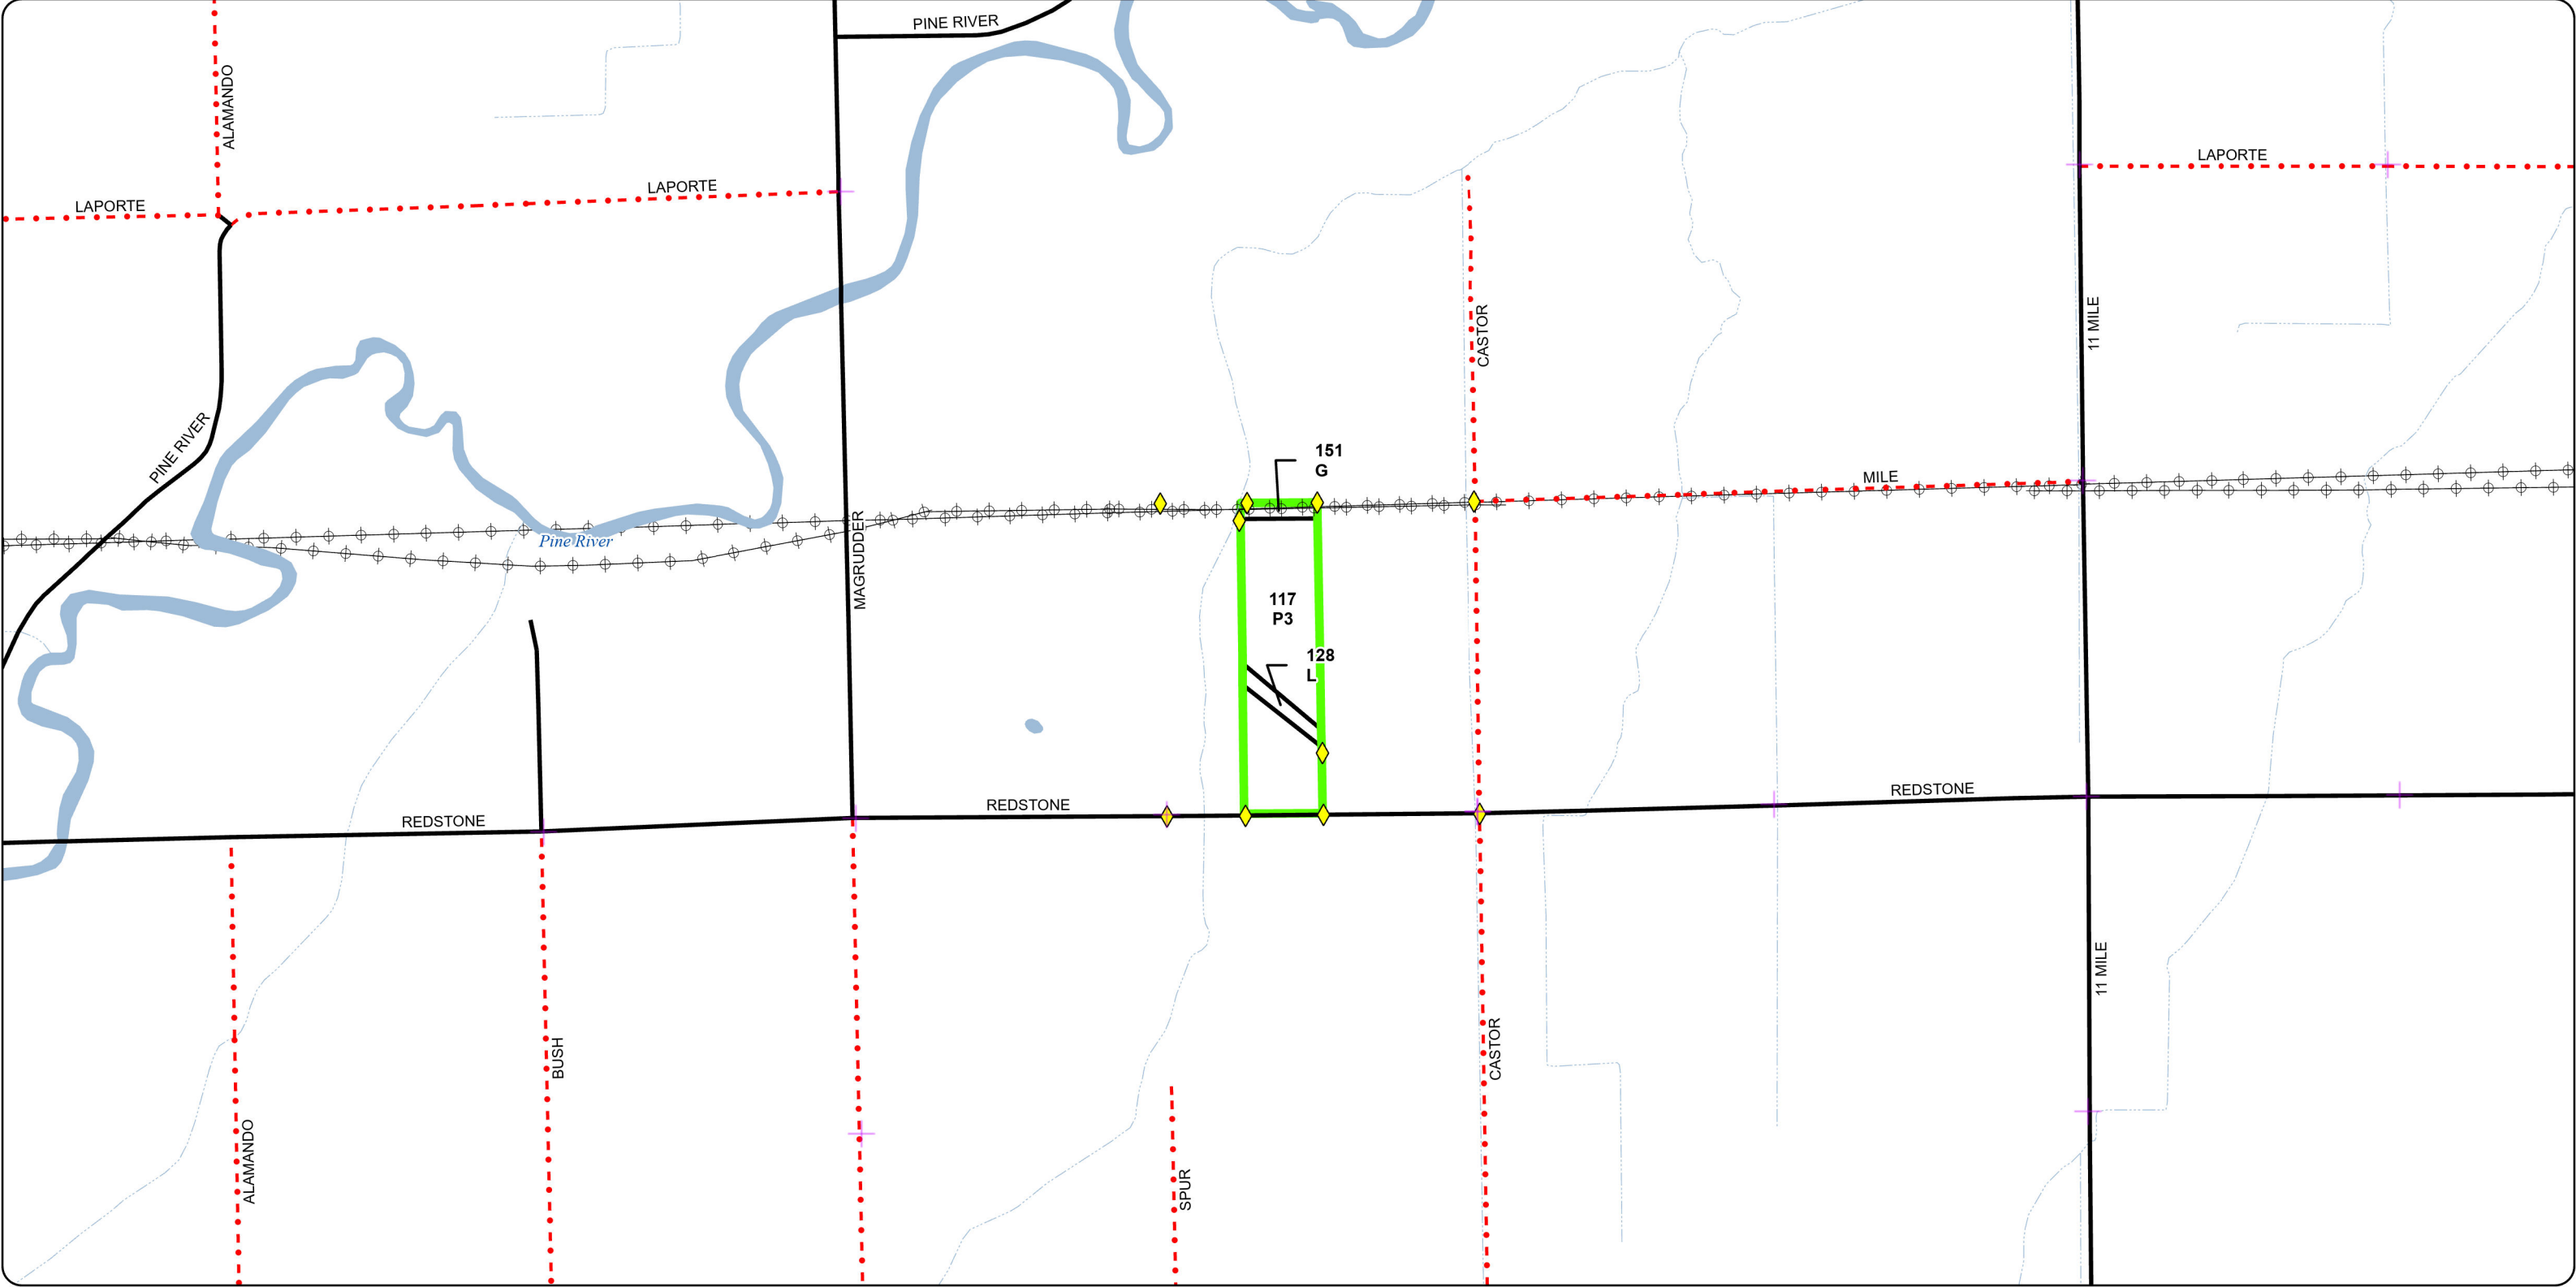 PINE RIVER
ALAMANDO
LAPORTE
LAPORTE
LAPORTE
11 MILE
CASTOR
PINE RIVER
151
G
MILE
Pine River
MAGRUDDER
117
P3
128
L
REDSTONE
REDSTONE
REDSTONE
11 MILE
CASTOR
BUSH
ALAMANDO
SPUR